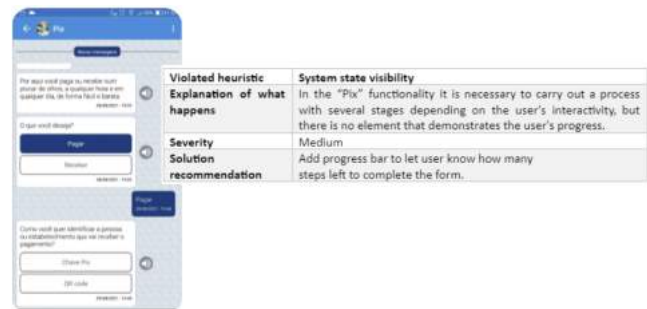 Pix
Novas mensagens
Por aqui você paga ou recebe num
piscar de olhos, a qualquer hora e em
qualquer dia, de forma fácil e barata.
O que você deseja?
Pagar
Receber
Pagar
Como você quer identificar a pessoa
ou estabelecimento que vai receber o
pagamento?
Chave Pix
QR code
Violated heuristic System state visibility
Explanation of what In the “Pix” functionality it is necessary to carry out a process
happens with several stages depending on the user's interactivity, but
there is no element that demonstrates the user's progress.
Severity Medium
Solution Add progress bar to let user know how many
recommendation steps left to complete the form.